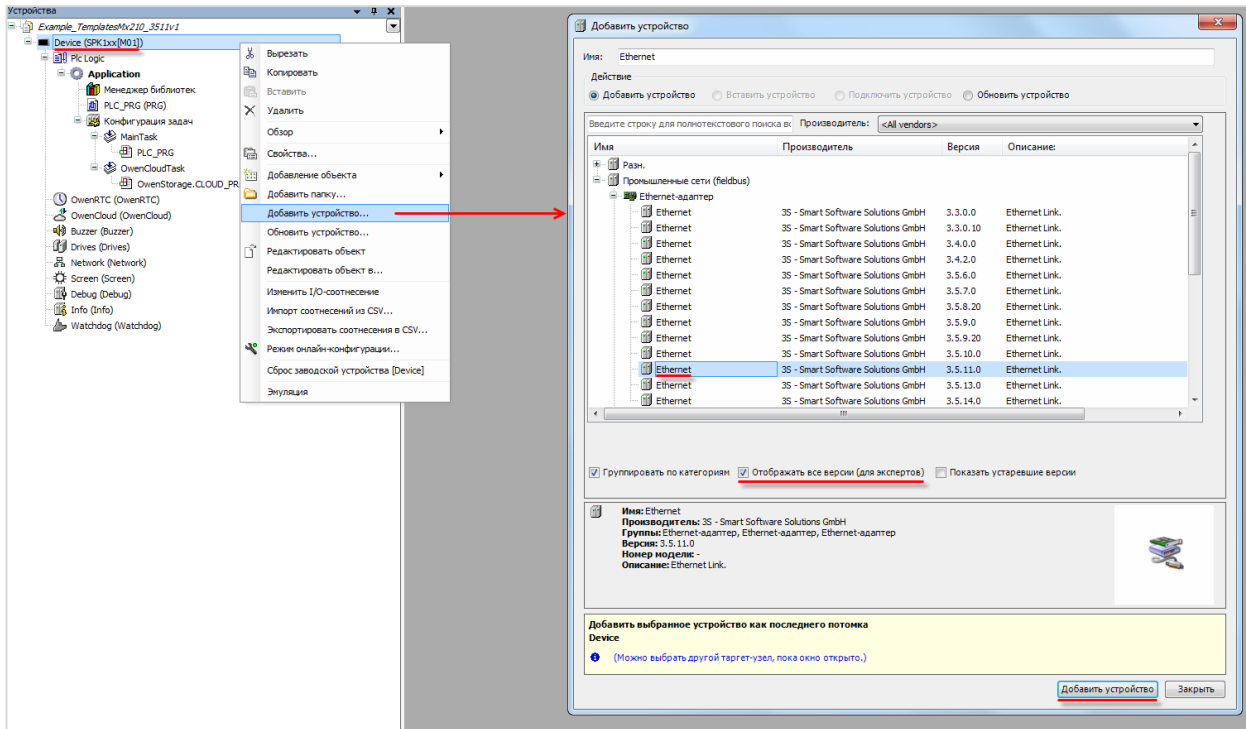 Устройства
Example_TemplatesMx210_3511v1
Device (SPK1xx[M01])
Plc Logic
Application
Менеджер библиотек
PLC_PRG (PRG)
Конфигурация задач
MainTask
PLC_PRG
OwenCloudTask
OwenStorage.CLOUD_PR
OwenRTC (OwenRTC)
OwenCloud (OwenCloud)
Buzzer (Buzzer)
Drives (Drives)
Network (Network)
Screen (Screen)
Debug (Debug)
Info (Info)
Watchdog (Watchdog)
Вырезать
Копировать
Вставить
Удалить
Обзор
Свойства...
Добавление объекта
Добавить папку...
Добавить устройство...
Обновить устройство...
Редактировать объект
Редактировать объект в...
Изменить I/O-соотнесение
Импорт соотнесений из CSV...
Экспортировать соотнесения в CSV...
Режим онлайн-конфигурации...
Сброс заводской устройства [Device]
Эмуляция
Добавить устройство
Имя: Ethernet
Действие
Добавить устройство Вставить устройство Подключить устройство Обновить устройство
Введите строку для полнотекстового поиска во Производитель: <All vendors>
Имя Производитель Версия Описание:
Разн.
Промышленные сети (fieldbus)
Ethernet-адаптер
Ethernet 3S - Smart Software Solutions GmbH 3.3.0.0 Ethernet Link.
Ethernet 3S - Smart Software Solutions GmbH 3.3.0.10 Ethernet Link.
Ethernet 3S - Smart Software Solutions GmbH 3.4.0.0 Ethernet Link.
Ethernet 3S - Smart Software Solutions GmbH 3.4.2.0 Ethernet Link.
Ethernet 3S - Smart Software Solutions GmbH 3.5.6.0 Ethernet Link.
Ethernet 3S - Smart Software Solutions GmbH 3.5.7.0 Ethernet Link.
Ethernet 3S - Smart Software Solutions GmbH 3.5.8.20 Ethernet Link.
Ethernet 3S - Smart Software Solutions GmbH 3.5.9.0 Ethernet Link.
Ethernet 3S - Smart Software Solutions GmbH 3.5.9.20 Ethernet Link.
Ethernet 3S - Smart Software Solutions GmbH 3.5.10.0 Ethernet Link.
Ethernet 3S - Smart Software Solutions GmbH 3.5.11.0 Ethernet Link.
Ethernet 3S - Smart Software Solutions GmbH 3.5.13.0 Ethernet Link.
Ethernet 3S - Smart Software Solutions GmbH 3.5.14.0 Ethernet Link.
Группировать по категориям Отображать все версии (для экспертов) Показать устаревшие версии
Имя: Ethernet
Производитель: 3S - Smart Software Solutions GmbH
Группы: Ethernet-адаптер, Ethernet-адаптер, Ethernet-адаптер
Версия: 3.5.11.0
Номер модели: -
Описание: Ethernet Link.
Добавить выбранное устройство как последнего потомка
Device
(Можно выбрать другой таргет-узел, пока окно открыто.)
Добавить устройство Закрыть